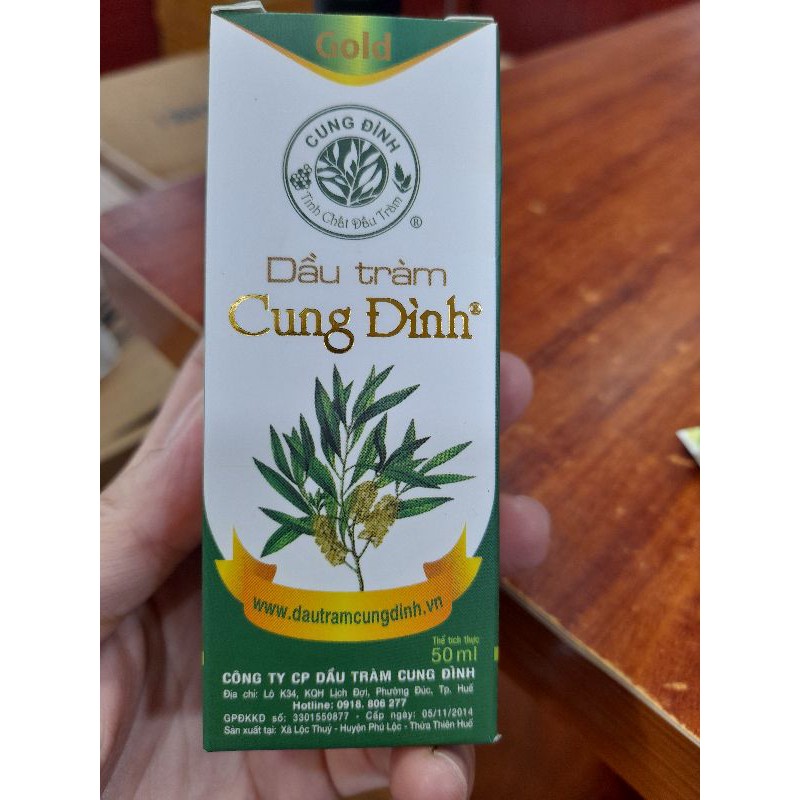 Gold
CUNG ĐÌNH
Tinh Chất Dầu Tràm
®
Dầu tràm
Cung Đình®
www.dautramcungdinh.vn
Thể tích thực
50 ml
CÔNG TY CP DẦU TRÀM CUNG ĐÌNH
Địa chỉ: Lô K34, KQH Lịch Đợi, Phường Đúc, Tp. Huế
Hotline: 0918. 806 277
GPĐKKD số: 3301550877 - Cấp ngày: 05/11/2014
Sản xuất tại: Xã Lộc Thuỷ - Huyện Phú Lộc - Thừa Thiên Huế